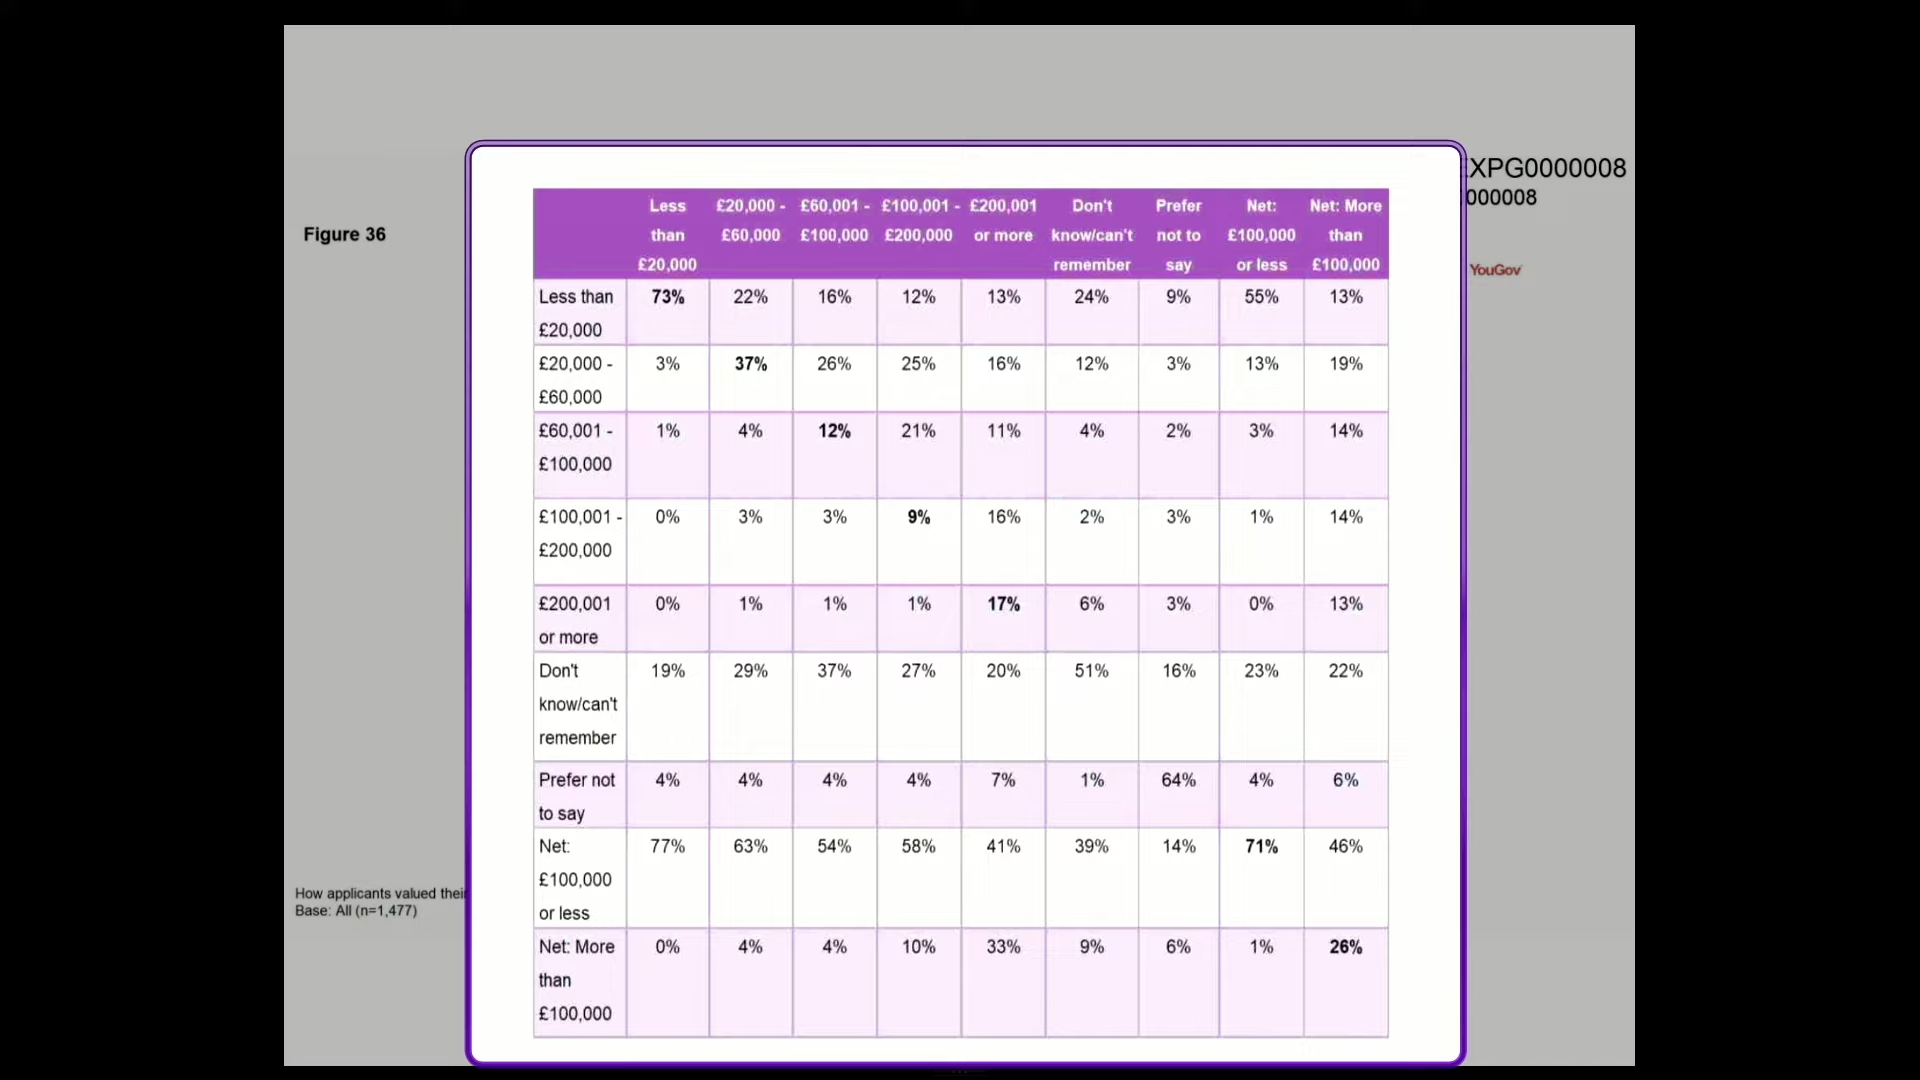 EXPG0000008
000008
Figure 36
YouGov
Less than £20,000 £20,000 - £60,000 £60,001 - £100,000 £100,001 - £200,000 £200,001 or more Don't know/can't remember Prefer not to say Net: £100,000 or less Net: More than £100,000
Less than £20,000 73% 22% 16% 12% 13% 24% 9% 55% 13%
£20,000 - £60,000 3% 37% 26% 25% 16% 12% 3% 13% 19%
£60,001 - £100,000 1% 4% 12% 21% 11% 4% 2% 3% 14%
£100,001 - £200,000 0% 3% 3% 9% 16% 2% 3% 1% 14%
£200,001 or more 0% 1% 1% 1% 17% 6% 3% 0% 13%
Don't know/can't remember 19% 29% 37% 27% 20% 51% 16% 23% 22%
Prefer not to say 4% 4% 4% 4% 7% 1% 64% 4% 6%
Net: £100,000 or less 77% 63% 54% 58% 41% 39% 14% 71% 46%
Net: More than £100,000 0% 4% 4% 10% 33% 9% 6% 1% 26%
How applicants valued their
Base: All (n=1,477)